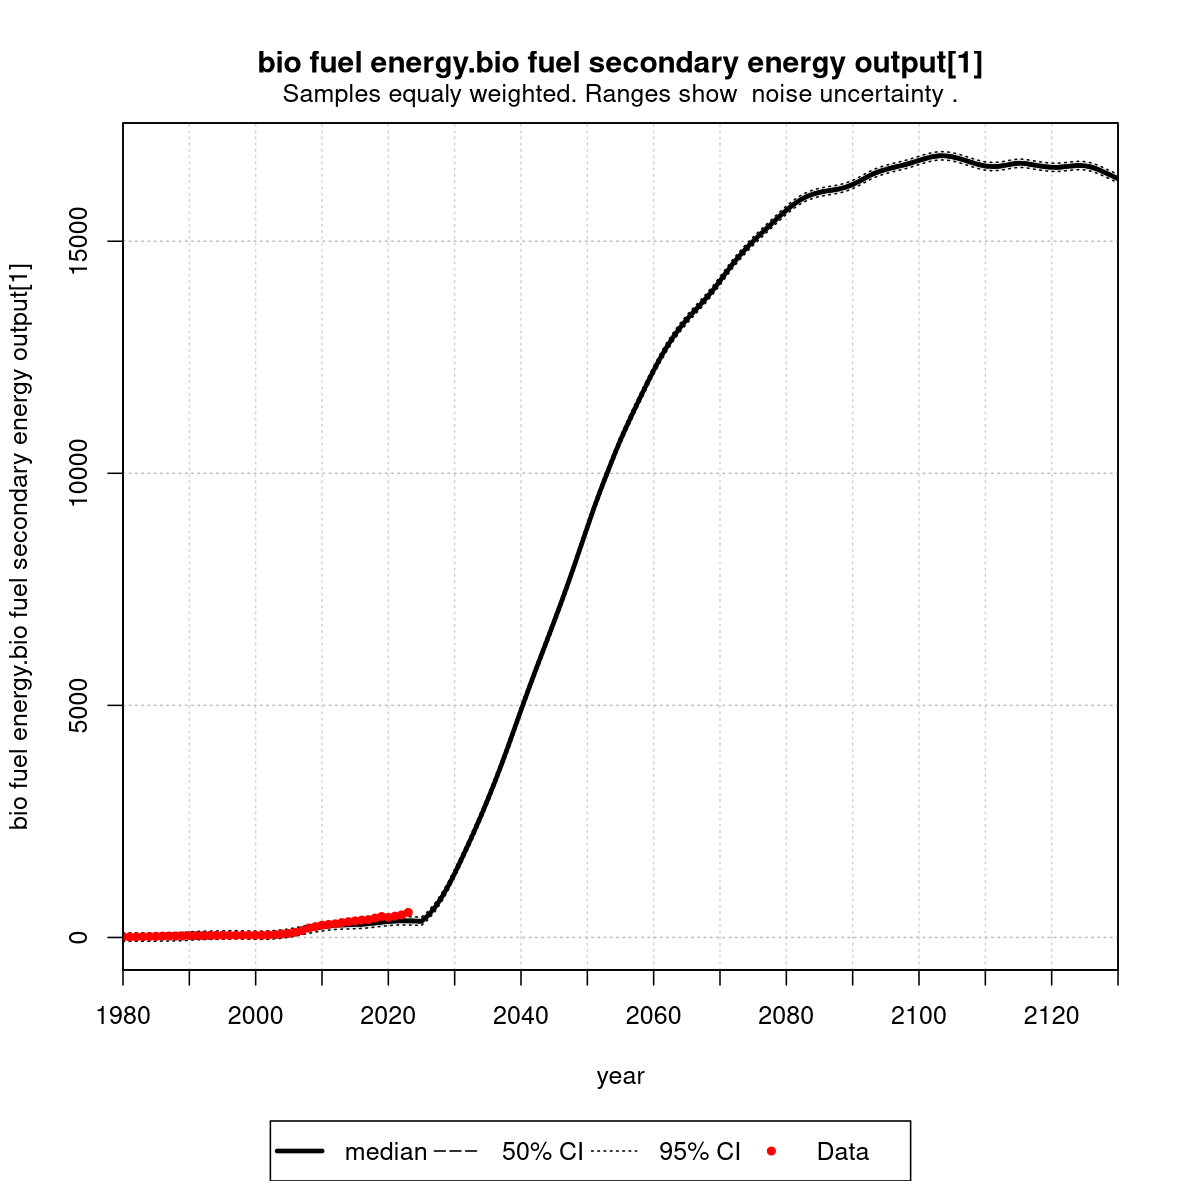 bio fuel energy.bio fuel secondary energy output[1]
Samples equaly weighted. Ranges show  noise uncertainty .
bio fuel energy.bio fuel secondary energy output[1]
15000
10000
5000
0
1980 2000 2020 2040 2060 2080 2100 2120
year
median 50% CI 95% CI Data